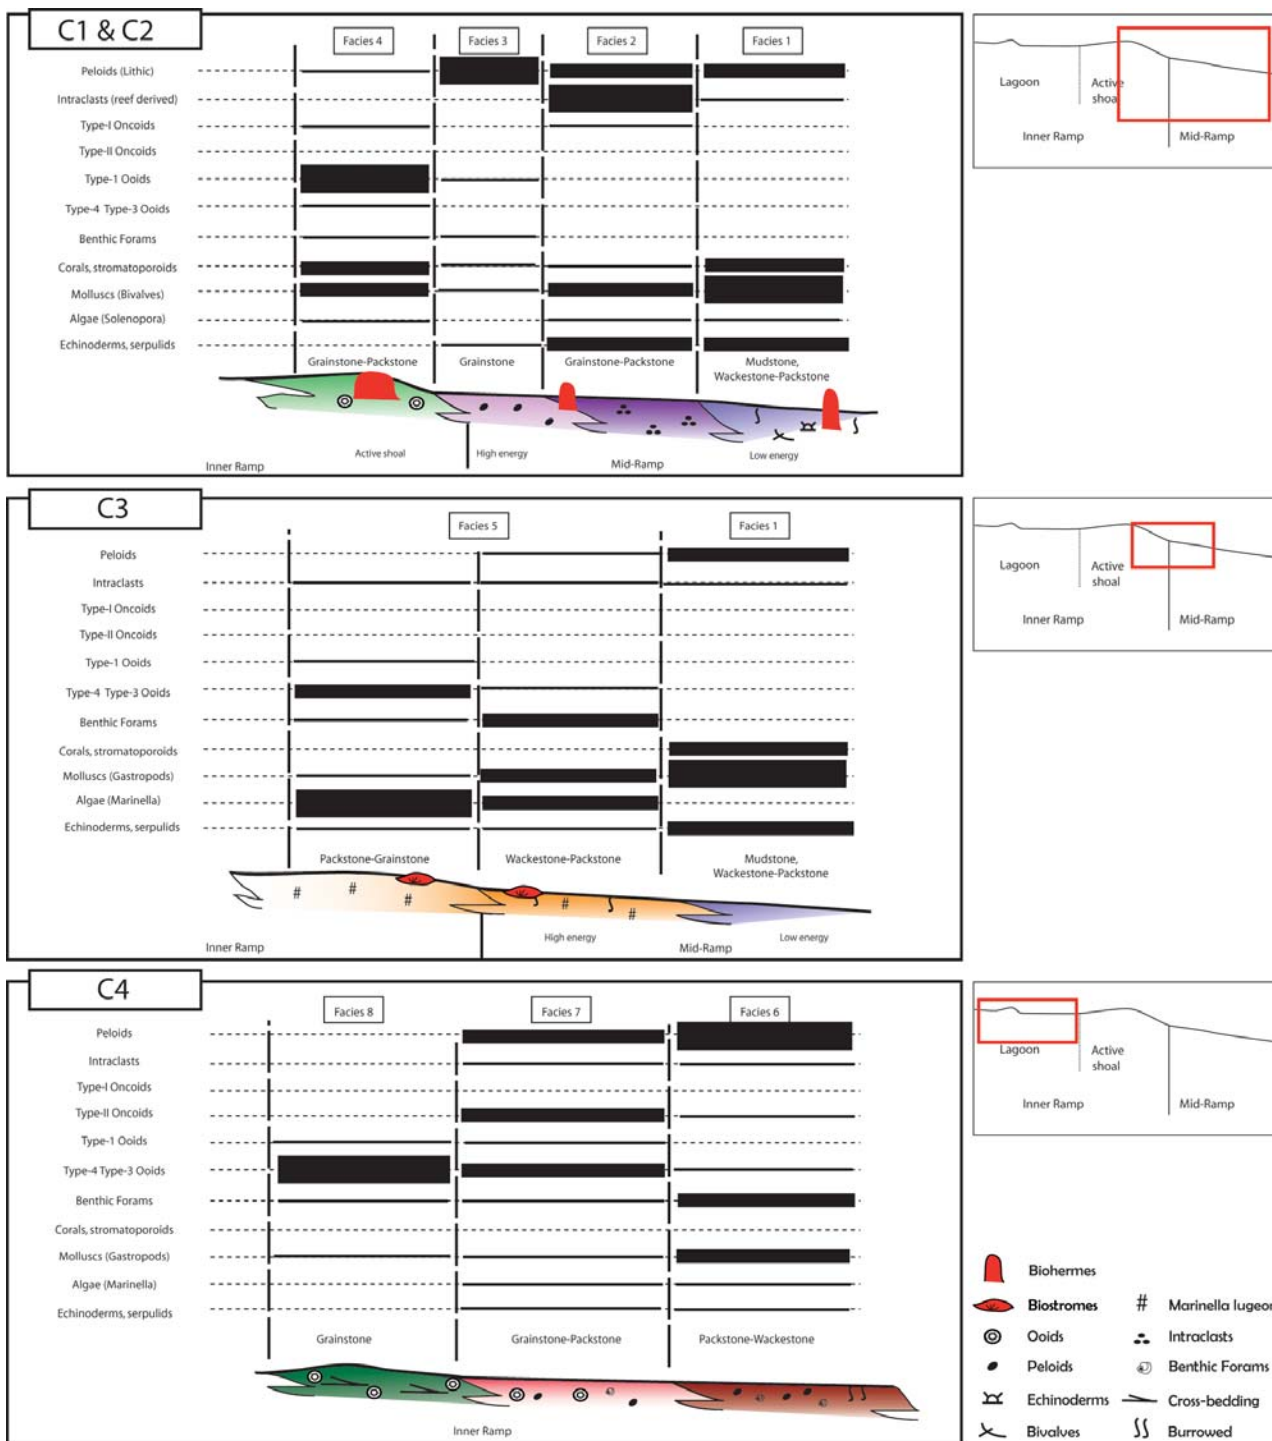 C1 & C2
Facies 4
Facies 3
Facies 2
Facies 1
Peloids (Lithic)
Intraclasts (reef derived)
Type-I Oncoids
Type-II Oncoids
Type-1 Ooids
Type-4 Type-3 Ooids
Benthic Forams
Corals, stromatoporoids
Molluscs (Bivalves)
Algae (Solenopora)
Echinoderms, serpulids
Grainstone-Packstone
Grainstone
Grainstone-Packstone
Mudstone,
Wackestone-Packstone
Active shoal
High energy
Low energy
Inner Ramp
Mid-Ramp
Lagoon
Active
shoal
Inner Ramp
Mid-Ramp
C3
Facies 5
Facies 1
Peloids
Intraclasts
Type-I Oncoids
Type-II Oncoids
Type-1 Ooids
Type-4 Type-3 Ooids
Benthic Forams
Corals, stromatoporoids
Molluscs (Gastropods)
Algae (Marinella)
Echinoderms, serpulids
Packstone-Grainstone
Wackestone-Packstone
Mudstone,
Wackestone-Packstone
High energy
Low energy
Inner Ramp
Mid-Ramp
Lagoon
Active
shoal
Inner Ramp
Mid-Ramp
C4
Facies 8
Facies 7
Facies 6
Peloids
Intraclasts
Type-I Oncoids
Type-II Oncoids
Type-1 Ooids
Type-4 Type-3 Ooids
Benthic Forams
Corals, stromatoporoids
Molluscs (Gastropods)
Algae (Marinella)
Echinoderms, serpulids
Grainstone
Grainstone-Packstone
Packstone-Wackestone
Inner Ramp
Lagoon
Active
shoal
Inner Ramp
Mid-Ramp
Biohermes
Biostromes
# Marinella lugeon
Ooids
Intraclasts
Peloids
Benthic Forams
Echinoderms
Cross-bedding
Bivalves
Burrowed